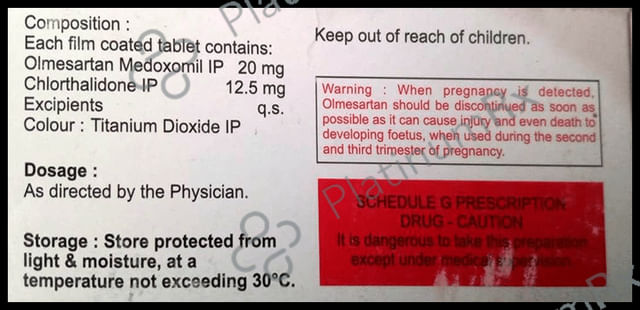 Composition :
Each film coated tablet contains:
Olmesartan Medoxomil IP 20 mg
Chlorthalidone IP 12.5 mg
Excipients q.s.
Colour : Titanium Dioxide IP
Dosage :
As directed by the Physician.
Storage : Store protected from
light & moisture, at a
temperature not exceeding 30°C.
Keep out of reach of children.
Warning : When pregnancy is detected,
Olmesartan should be discontinued as soon as
possible as it can cause injury and even death to
developing foetus, when used during the second
and third trimester of pregnancy.
SCHEDULE G PRESCRIPTION
DRUG - CAUTION
It is dangerous to take this preparation
except under medical supervision
PlatinumRx